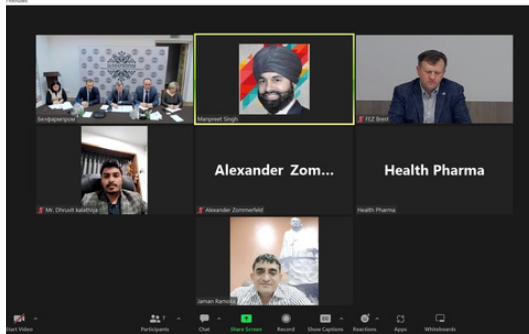 Белфармпром
Manpreet Singh
FEZ Brest
Alexander Zom...
Health Pharma
Mr. Dhruvit kalathiya
Alexander Zommerfeld
Health Pharma
Jaman Ramolia
Start Video
Participants
Chat
Share Screen
Record
Show Captions
Reactions
Apps
Whiteboards